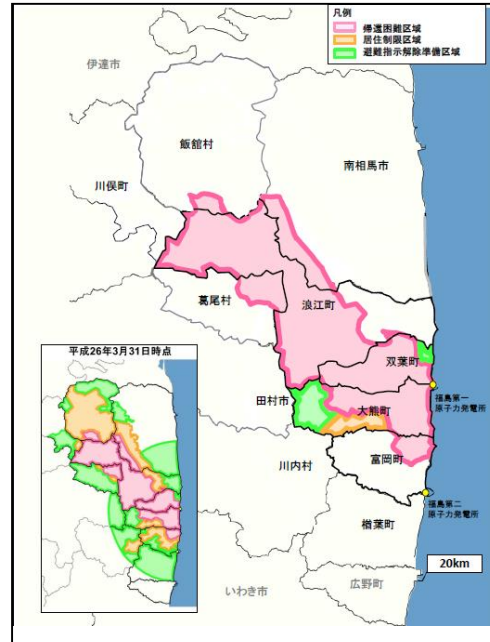 凡例
帰還困難区域
居住制限区域
避難指示解除準備区域
伊達市
飯舘村
南相馬市
川俣町
葛尾村
浪江町
平成26年3月31日時点
双葉町
田村市
大熊町
福島第一
原子力発電所
富岡町
川内村
福島第二
原子力発電所
楢葉町
20km
いわき市
広野町